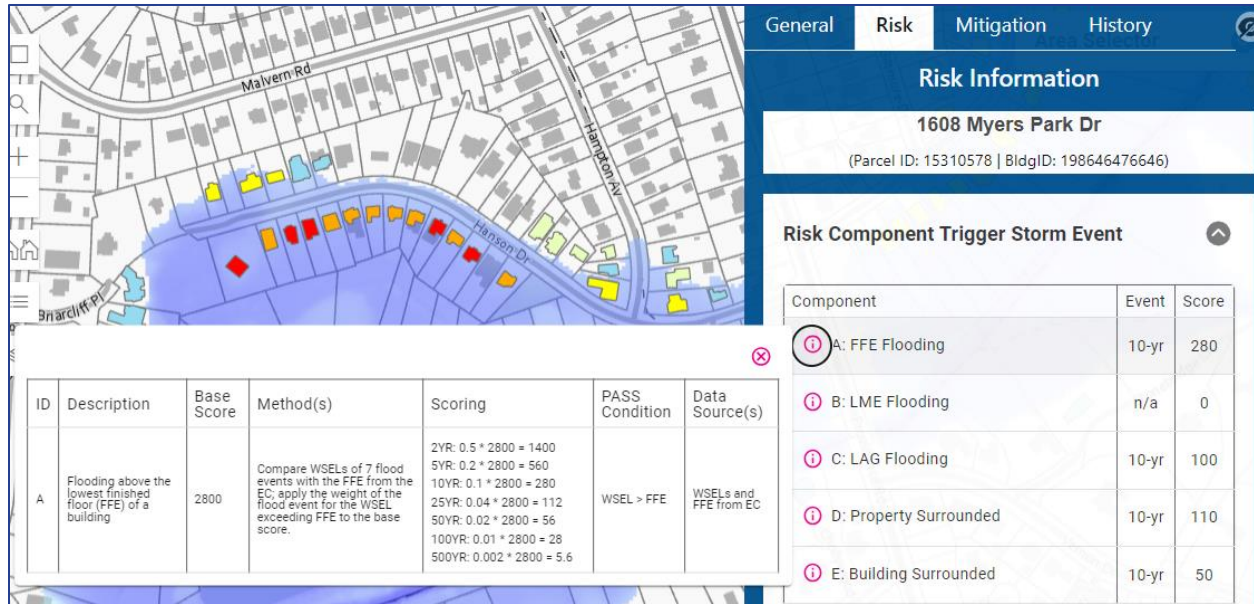 General Risk Mitigation History
Area Selector
Risk Information
1608 Myers Park Dr
(Parcel ID: 15310578 | BldgID: 198646476646)
Risk Component Trigger Storm Event
Component Event Score
A: FFE Flooding 10-yr 280
B: LME Flooding n/a 0
C: LAG Flooding 10-yr 100
D: Property Surrounded 10-yr 110
E: Building Surrounded 10-yr 50
Malvern Rd
Hampton Av
Hanson Dr
Briarcliff Pl
ID Description Base Score Method(s) Scoring PASS Condition Data Source(s)
A
Flooding above the
lowest finished
floor (FFE) of a
building
2800
Compare WSELs of 7 flood
events with the FFE from the
EC; apply the weight of the
flood event for the WSEL
exceeding FFE to the base
score.
2YR: 0.5 * 2800 = 1400
5YR: 0.2 * 2800 = 560
10YR: 0.1 * 2800 = 280
25YR: 0.04 * 2800 = 112
50YR: 0.02 * 2800 = 56
100YR: 0.01 * 2800 = 28
500YR: 0.002 * 2800 = 5.6
WSEL > FFE
WSELs and
FFE from EC